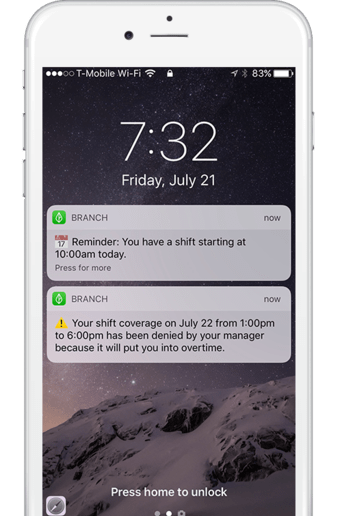 T-Mobile Wi-Fi 83%
7:32
Friday, July 21
BRANCH now
Reminder: You have a shift starting at
10:00am today.
Press for more
BRANCH now
Your shift coverage on July 22 from 1:00pm
to 6:00pm has been denied by your manager
because it will put you into overtime.
Press home to unlock